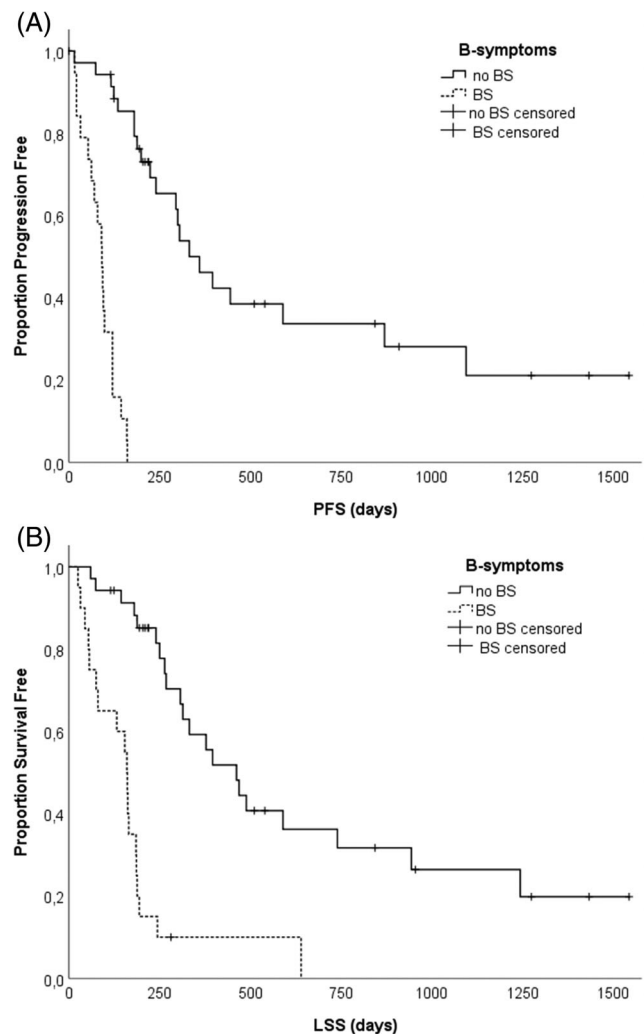 (A)
B-symptoms
no BS
BS
no BS censored
BS censored
Proportion Progression Free
1,0
0,8
0,6
0,4
0,2
0,0
0 250 500 750 1000 1250 1500
PFS (days)
(B)
B-symptoms
no BS
BS
no BS censored
BS censored
Proportion Survival Free
1,0
0,8
0,6
0,4
0,2
0,0
0 250 500 750 1000 1250 1500
LSS (days)